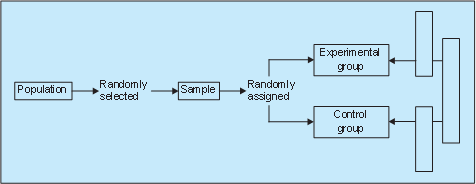 Population
Randomly
selected
Sample
Randomly
assigned
Experimental
group
Control
group